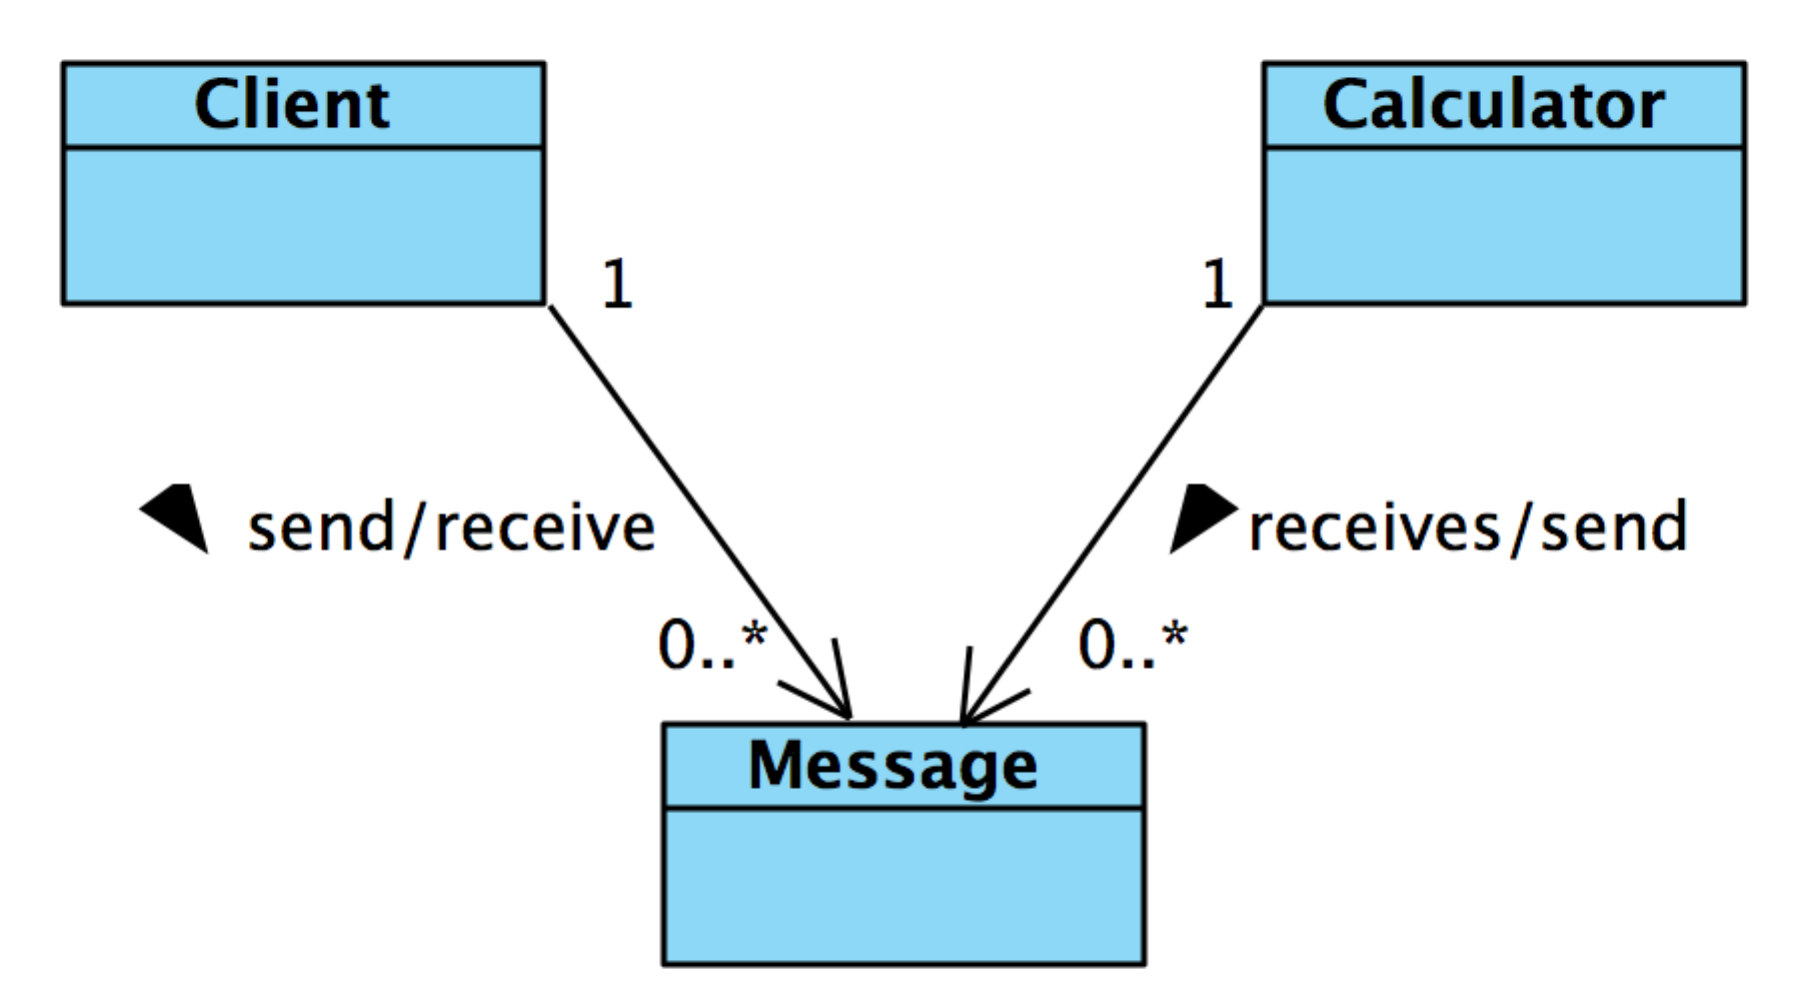 Client
Calculator
1
1
send/receive
receives/send
0..*
0..*
Message